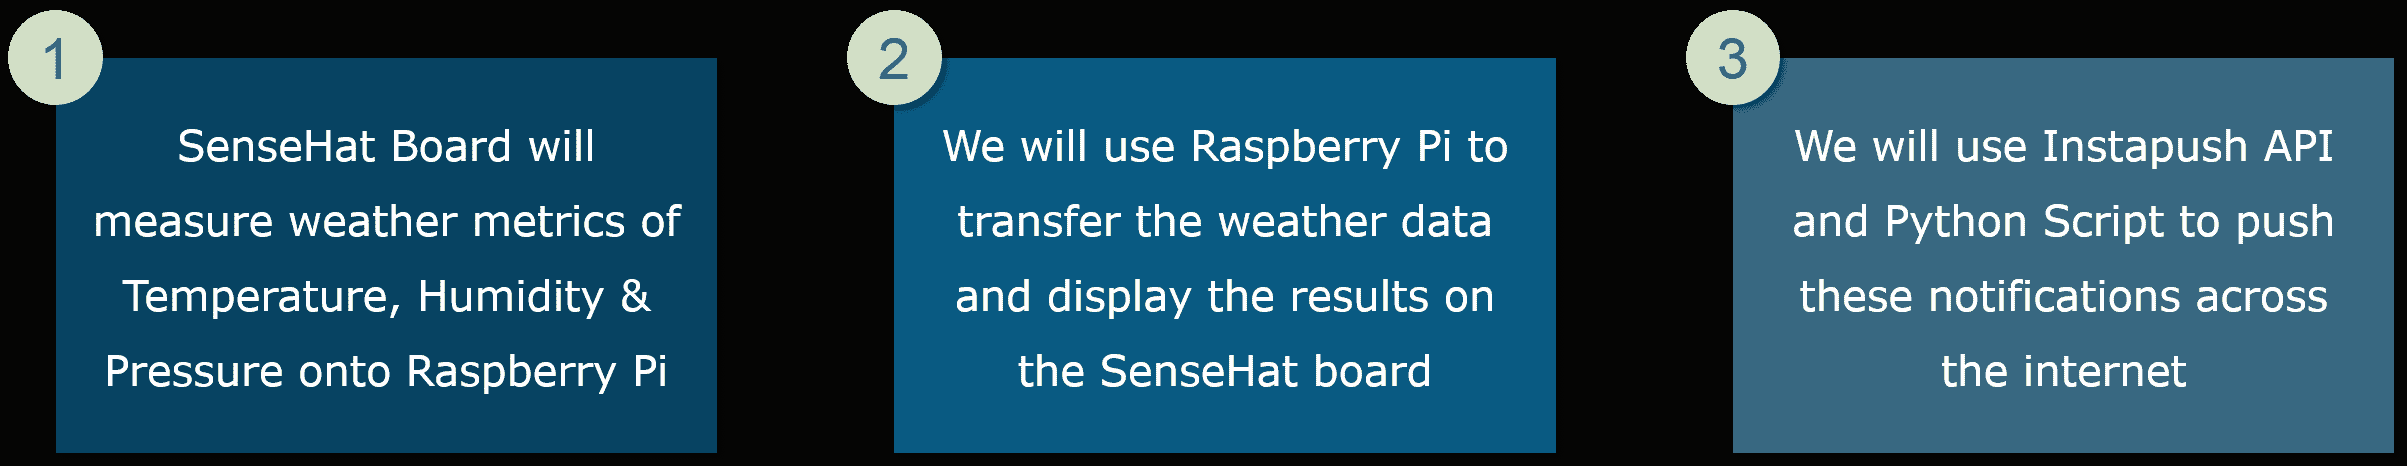 1
SenseHat Board will
measure weather metrics of
Temperature, Humidity &
Pressure onto Raspberry Pi
2
We will use Raspberry Pi to
transfer the weather data
and display the results on
the SenseHat board
3
We will use Instapush API
and Python Script to push
these notifications across
the internet